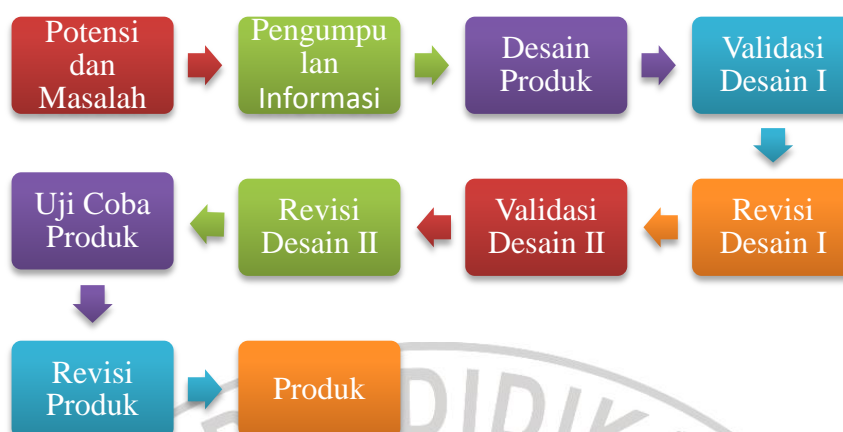 Potensi
dan
Masalah
Pengumpu
lan
Informasi
Desain
Produk
Validasi
Desain I
Revisi
Desain I
Validasi
Desain II
Revisi
Desain II
Uji Coba
Produk
Revisi
Produk
Produk